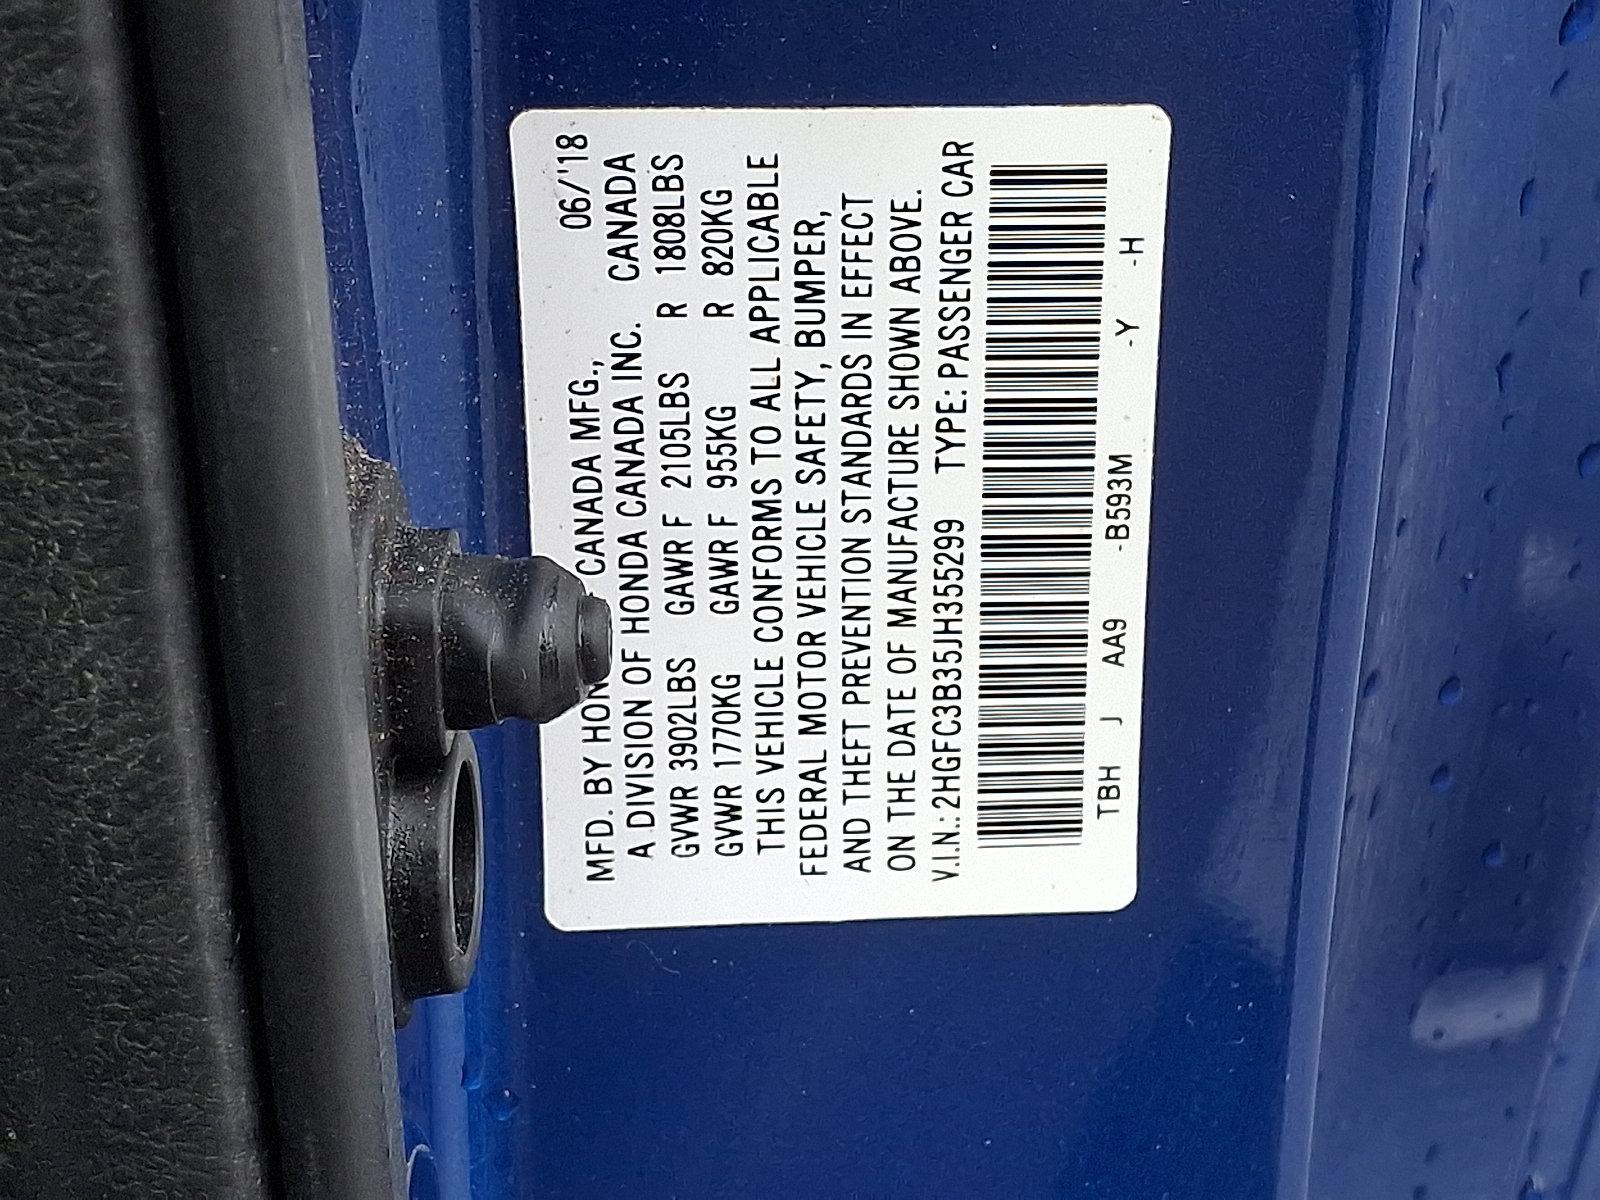 MFD. BY HON CANADA MFG., 06/'18
A DIVISION OF HONDA CANADA INC. CANADA
GVWR 3902LBS GAWR F 2105LBS R 1808LBS
GVWR 1770KG GAWR F 955KG R 820KG
THIS VEHICLE CONFORMS TO ALL APPLICABLE
FEDERAL MOTOR VEHICLE SAFETY, BUMPER,
AND THEFT PREVENTION STANDARDS IN EFFECT
ON THE DATE OF MANUFACTURE SHOWN ABOVE.
V.I.N.: 2HGFC3B35JH355299 TYPE: PASSENGER CAR
TBH J AA9 -B593M -Y -H